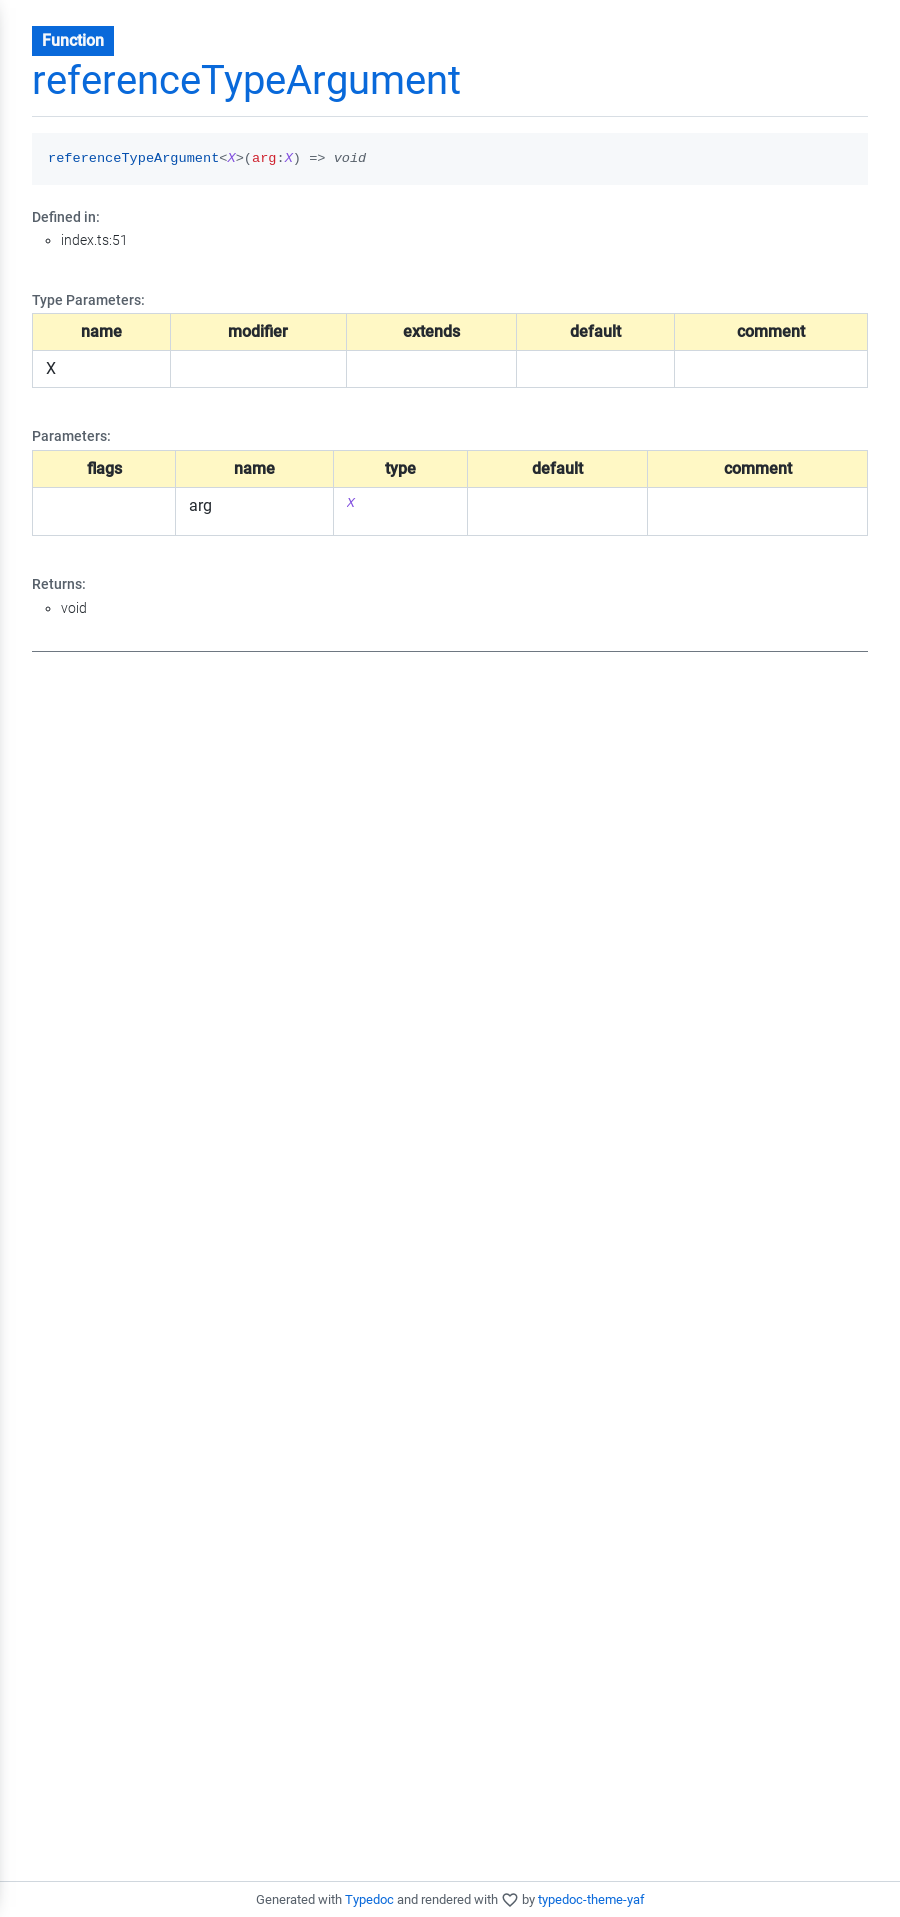 Function
referenceTypeArgument
referenceTypeArgument<X>(arg:X) => void
Defined in:
index.ts:51
Type Parameters:
name modifier extends default comment
X
Parameters:
flags name type default comment
arg X
Returns:
void
Generated with Typedoc and rendered with by typedoc-theme-yaf